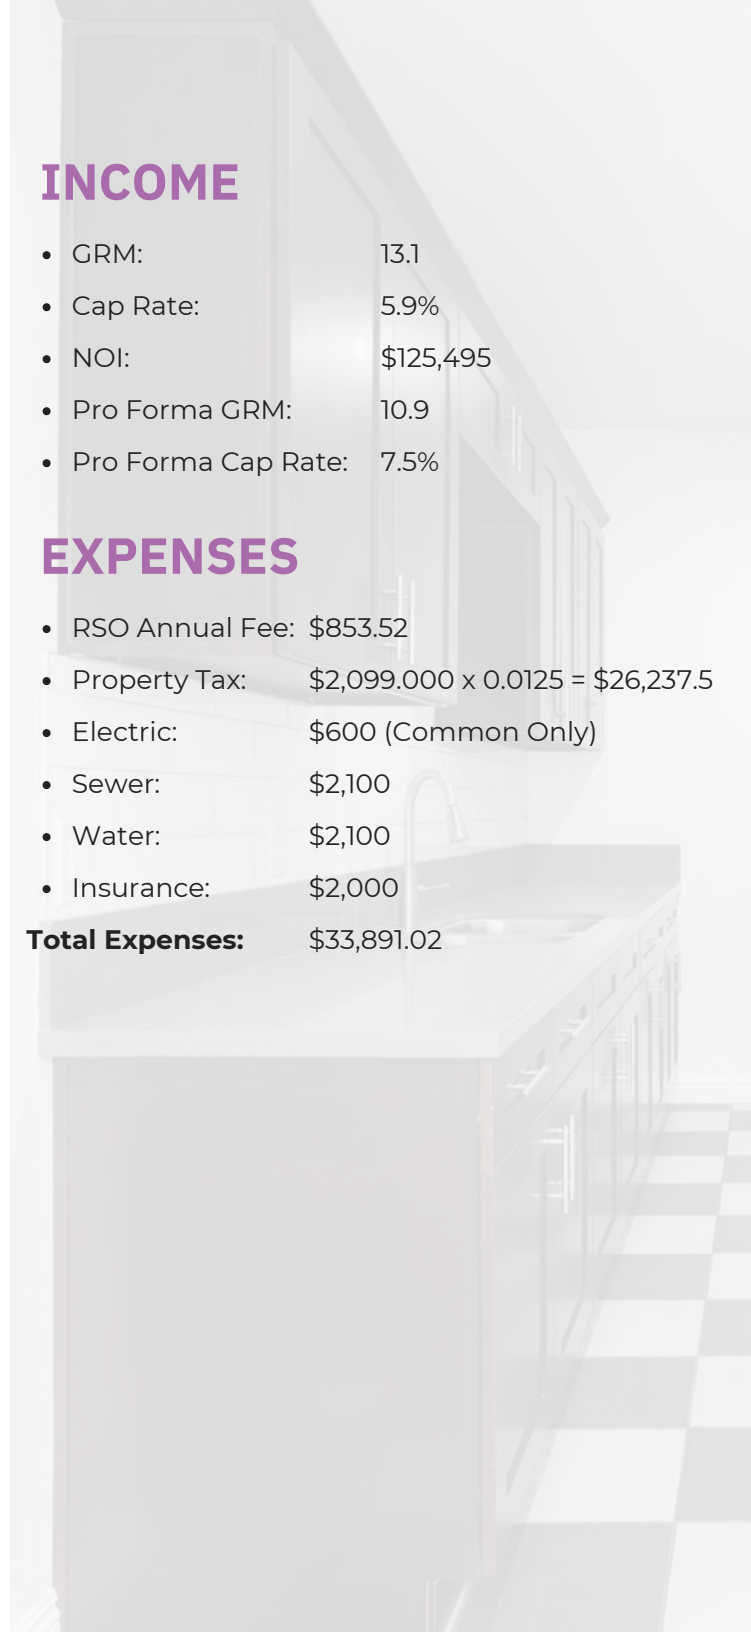 INCOME
• GRM: 13.1
• Cap Rate: 5.9%
• NOI: $125,495
• Pro Forma GRM: 10.9
• Pro Forma Cap Rate: 7.5%
EXPENSES
• RSO Annual Fee: $853.52
• Property Tax: $2,099.000 x 0.0125 = $26,237.5
• Electric: $600 (Common Only)
• Sewer: $2,100
• Water: $2,100
• Insurance: $2,000
Total Expenses: $33,891.02